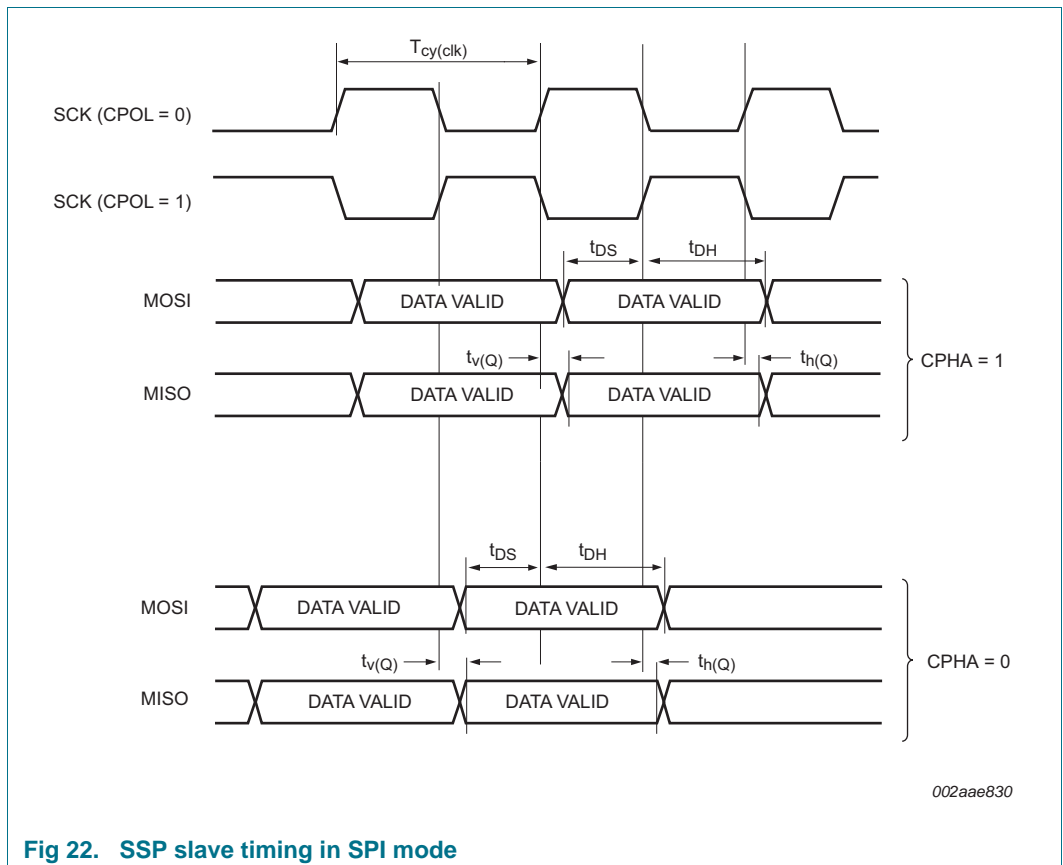 Tcy(clk)
SCK (CPOL = 0)
SCK (CPOL = 1)
tDS tDH
MOSI DATA VALID DATA VALID
tv(Q) th(Q)
CPHA = 1
MISO DATA VALID DATA VALID
tDS tDH
MOSI DATA VALID DATA VALID
tv(Q) th(Q)
CPHA = 0
MISO DATA VALID DATA VALID
002aae830
Fig 22. SSP slave timing in SPI mode